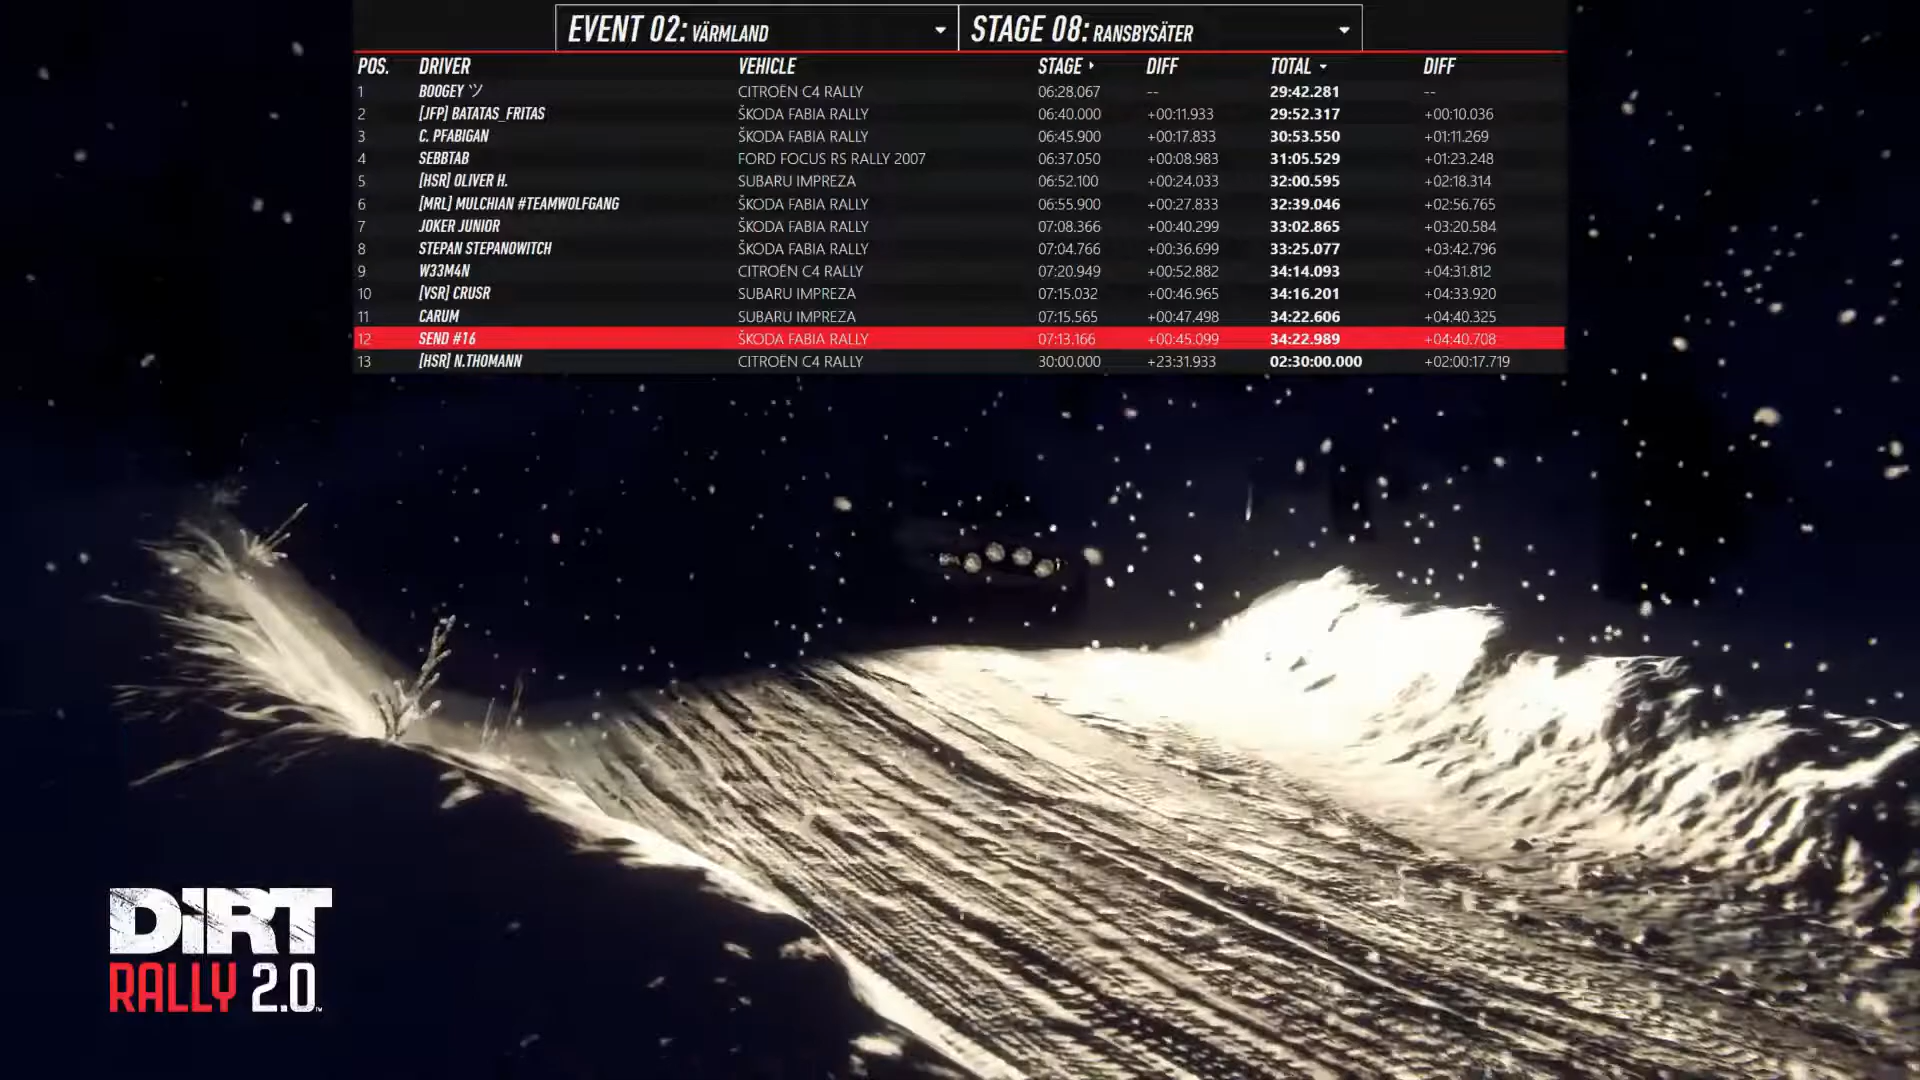 EVENT 02: VÄRMLAND STAGE 08: RANSBYSÄTER
POS. DRIVER VEHICLE STAGE DIFF TOTAL DIFF
1 BOOGEY ツ CITROËN C4 RALLY 06:28.067 -- 29:42.281 --
2 [JFP] BATATAS_FRITAS ŠKODA FABIA RALLY 06:40.000 +00:11.933 29:52.317 +00:10.036
3 C. PFABIGAN ŠKODA FABIA RALLY 06:45.900 +00:17.833 30:53.550 +01:11.269
4 SEBBTAB FORD FOCUS RS RALLY 2007 06:37.050 +00:08.983 31:05.529 +01:23.248
5 [HSR] OLIVER H. SUBARU IMPREZA 06:52.100 +00:24.033 32:00.595 +02:18.314
6 [MRL] MULCHIAN #TEAMWOLFGANG ŠKODA FABIA RALLY 06:55.900 +00:27.833 32:39.046 +02:56.765
7 JOKER JUNIOR ŠKODA FABIA RALLY 07:08.366 +00:40.299 33:02.865 +03:20.584
8 STEPAN STEPANOWITCH ŠKODA FABIA RALLY 07:04.766 +00:36.699 33:25.077 +03:42.796
9 W33M4N CITROËN C4 RALLY 07:20.949 +00:52.882 34:14.093 +04:31.812
10 [VSR] CRUSR SUBARU IMPREZA 07:15.032 +00:46.965 34:16.201 +04:33.920
11 CARUM SUBARU IMPREZA 07:15.565 +00:47.498 34:22.606 +04:40.325
12 SEND #16 ŠKODA FABIA RALLY 07:13.166 +00:45.099 34:22.989 +04:40.708
13 [HSR] N.THOMANN CITROËN C4 RALLY 30:00.000 +23:31.933 02:30:00.000 +02:00:17.719
DiRT
RALLY 2.0